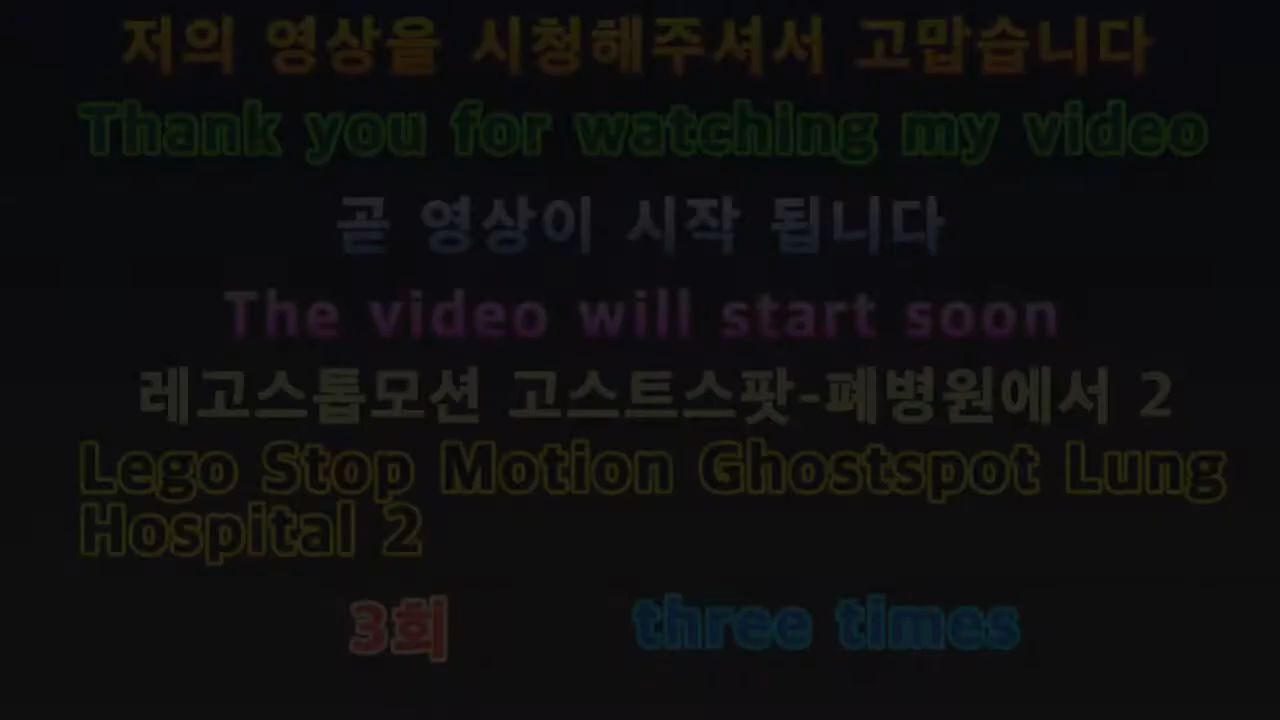 저의 영상을 시청해주셔서 고맙습니다
Thank you for watching my video
곧 영상이 시작 됩니다
The video will start soon
레고스톱모션 고스트스팟-폐병원에서 2
Lego Stop Motion Ghostspot Lung
Hospital 2
3회 three times